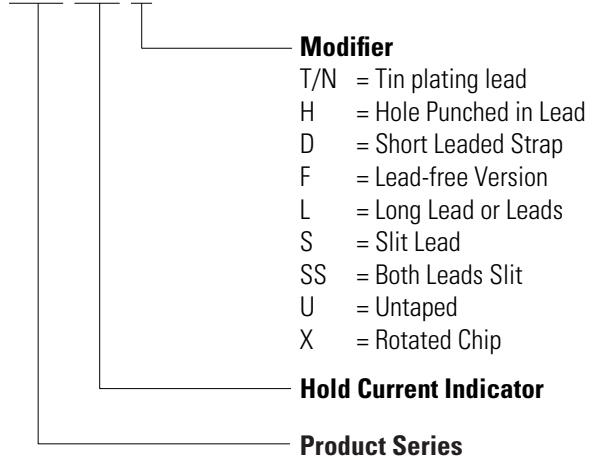 Modifier
T/N = Tin plating lead
H = Hole Punched in Lead
D = Short Leaded Strap
F = Lead-free Version
L = Long Lead or Leads
S = Slit Lead
SS = Both Leads Slit
U = Untaped
X = Rotated Chip
Hold Current Indicator
Product Series